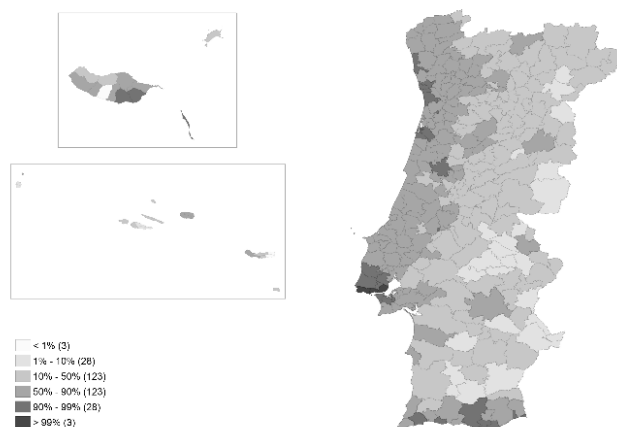 < 1% (3)
1% - 10% (28)
10% - 50% (123)
50% - 90% (123)
90% - 99% (28)
> 99% (3)